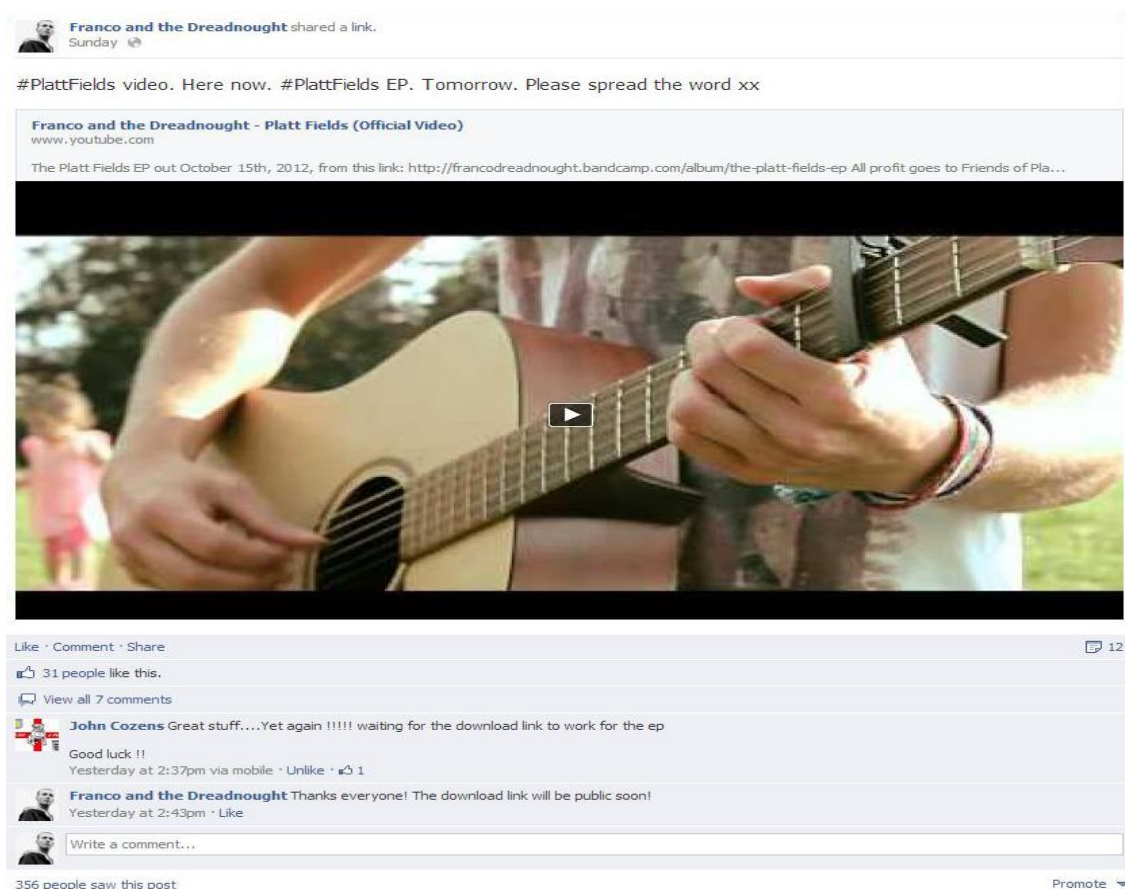 Franco and the Dreadnought shared a link.
Sunday
#PlattFields video. Here now. #PlattFields EP. Tomorrow. Please spread the word xx
Franco and the Dreadnought - Platt Fields (Official Video)
www.youtube.com
The Platt Fields EP out October 15th, 2012, from this link: http://francodreadnought.bandcamp.com/album/the-platt-fields-ep All profit goes to Friends of Pla...
Like · Comment · Share 12
31 people like this.
View all 7 comments
John Cozens Great stuff....Yet again !!!!! waiting for the download link to work for the ep
Good luck !!
Yesterday at 2:37pm via mobile · Unlike · 1
Franco and the Dreadnought Thanks everyone! The download link will be public soon!
Yesterday at 2:43pm · Like
Write a comment...
356 people saw this post Promote